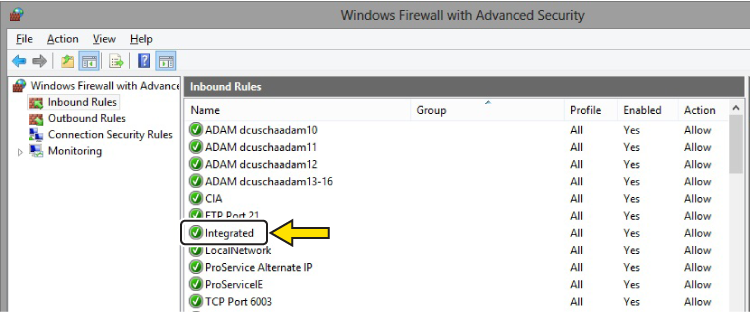 Windows Firewall with Advanced Security
File Action View Help
Windows Firewall with Advance
Inbound Rules
Outbound Rules
Connection Security Rules
Monitoring
Inbound Rules
Name Group Profile Enabled Action
ADAM dcuschaadam10 All Yes Allow
ADAM dcuschaadam11 All Yes Allow
ADAM dcuschaadam12 All Yes Allow
ADAM dcuschaadam13-16 All Yes Allow
CIA All Yes Allow
FTP Port 21 All Yes Allow
Integrated All Yes Allow
LocalNetwork All Yes Allow
ProService Alternate IP All Yes Allow
ProServiceIE All Yes Allow
TCP Port 6003 All Yes Allow